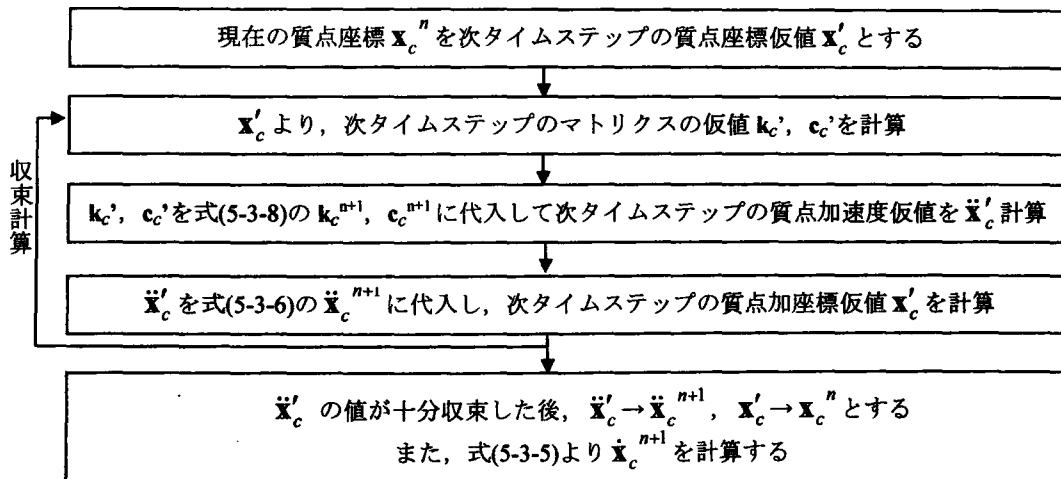 現在の質点座標 x_c^n を次タイムステップの質点座標仮値 x′_c とする
x′_c より，次タイムステップのマトリクスの仮値 k_c’，c_c’を計算
収束計算
k_c’，c_c’を式(5-3-8)の k_c^{n+1}，c_c^{n+1} に代入して次タイムステップの質点加速度仮値を ẍ′_c 計算
ẍ′_c を式(5-3-6)の ẍ_c^{n+1} に代入し，次タイムステップの質点加座標仮値 x′_c を計算
ẍ′_c の値が十分収束した後，ẍ′_c → ẍ_c^{n+1}，x′_c → x_c^n とする
また，式(5-3-5)より ẋ_c^{n+1} を計算する